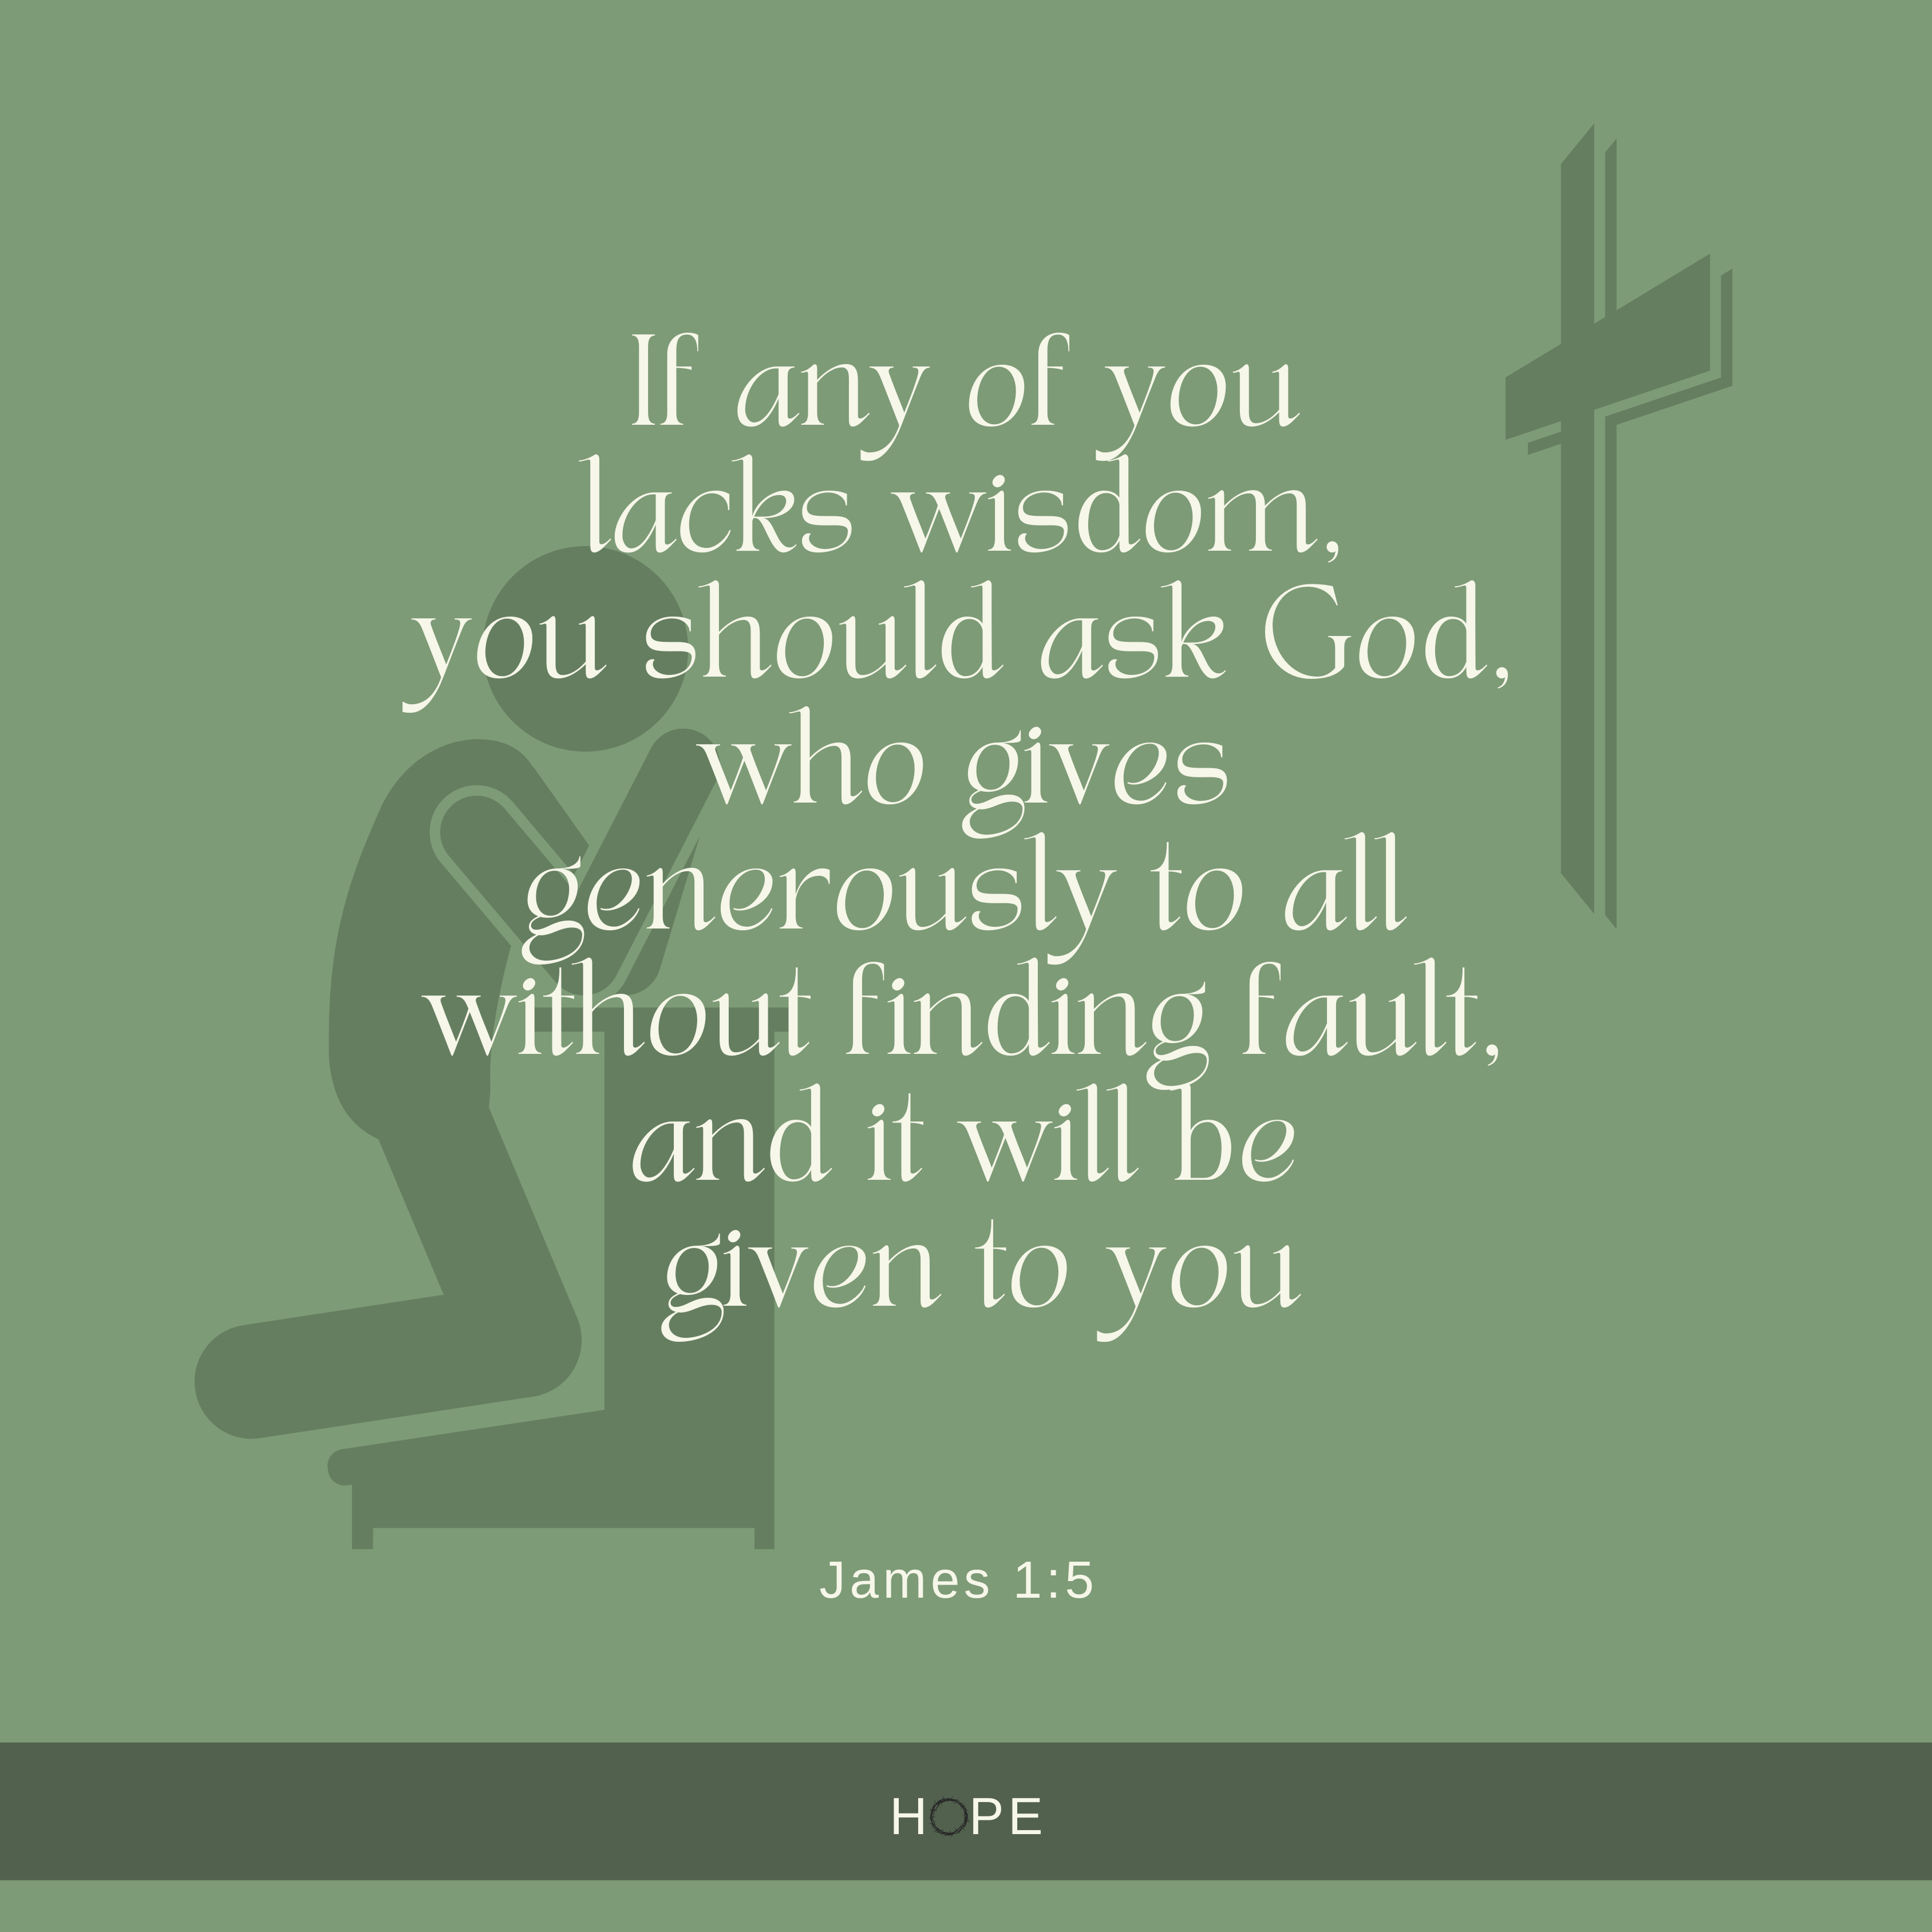 If any of you
lacks wisdom,
you should ask God,
who gives
generously to all
without finding fault,
and it will be
given to you
James 1:5
HOPE